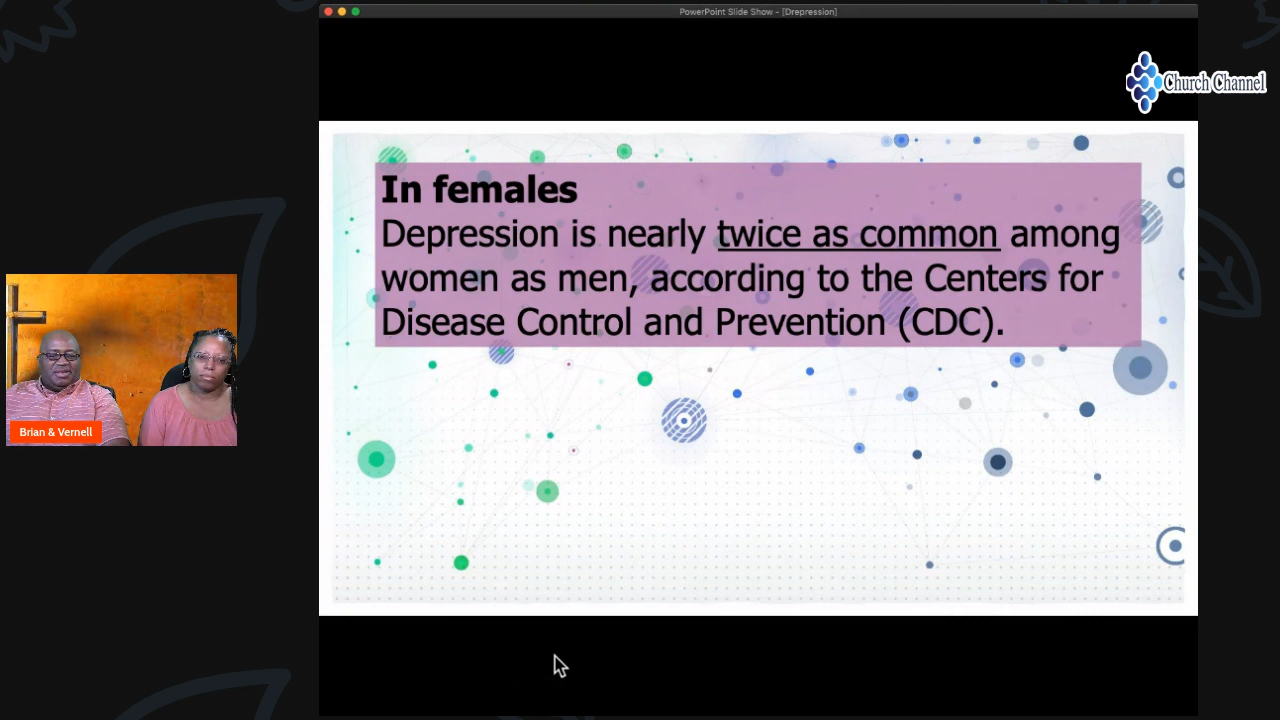 PowerPoint Slide Show - [Drepression]
Church Channel
In females
Depression is nearly twice as common among
women as men, according to the Centers for
Disease Control and Prevention (CDC).
Brian & Vernell